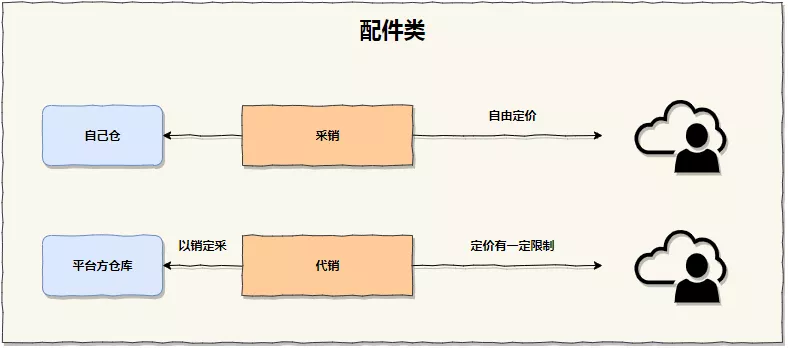 配件类
自己仓
采销
自由定价
平台方仓库
以销定采
代销
定价有一定限制